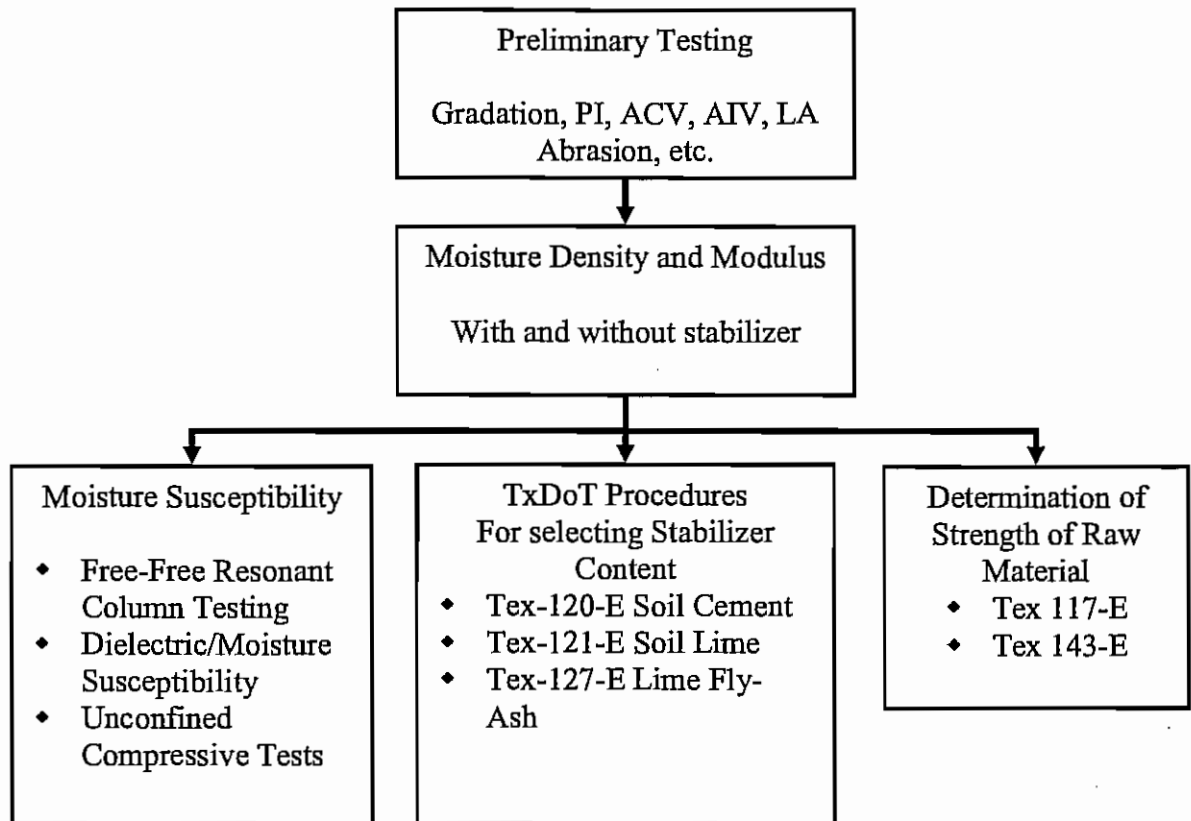 Preliminary Testing
Gradation, PI, ACV, AIV, LA
Abrasion, etc.
Moisture Density and Modulus
With and without stabilizer
Moisture Susceptibility
◆ Free-Free Resonant
Column Testing
◆ Dielectric/Moisture
Susceptibility
◆ Unconfined
Compressive Tests
TxDoT Procedures
For selecting Stabilizer
Content
◆ Tex-120-E Soil Cement
◆ Tex-121-E Soil Lime
◆ Tex-127-E Lime Fly-
Ash
Determination of
Strength of Raw
Material
◆ Tex 117-E
◆ Tex 143-E